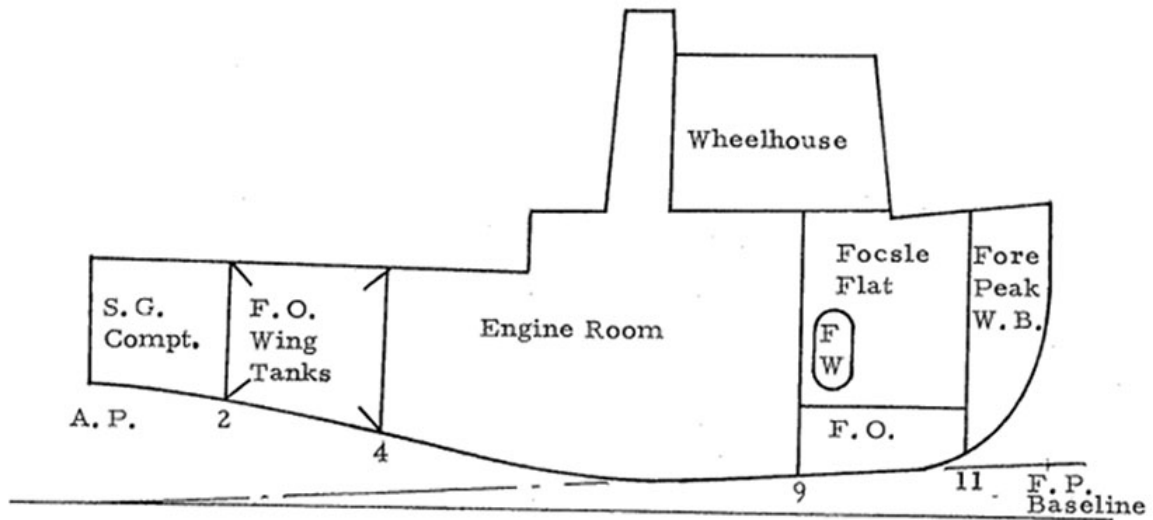 Wheelhouse
S. G.
Compt.
F. O.
Wing
Tanks
Engine Room
Focsle
Flat
F
W
F. O.
Fore
Peak
W. B.
A. P.
2
4
9
11
F. P.
Baseline